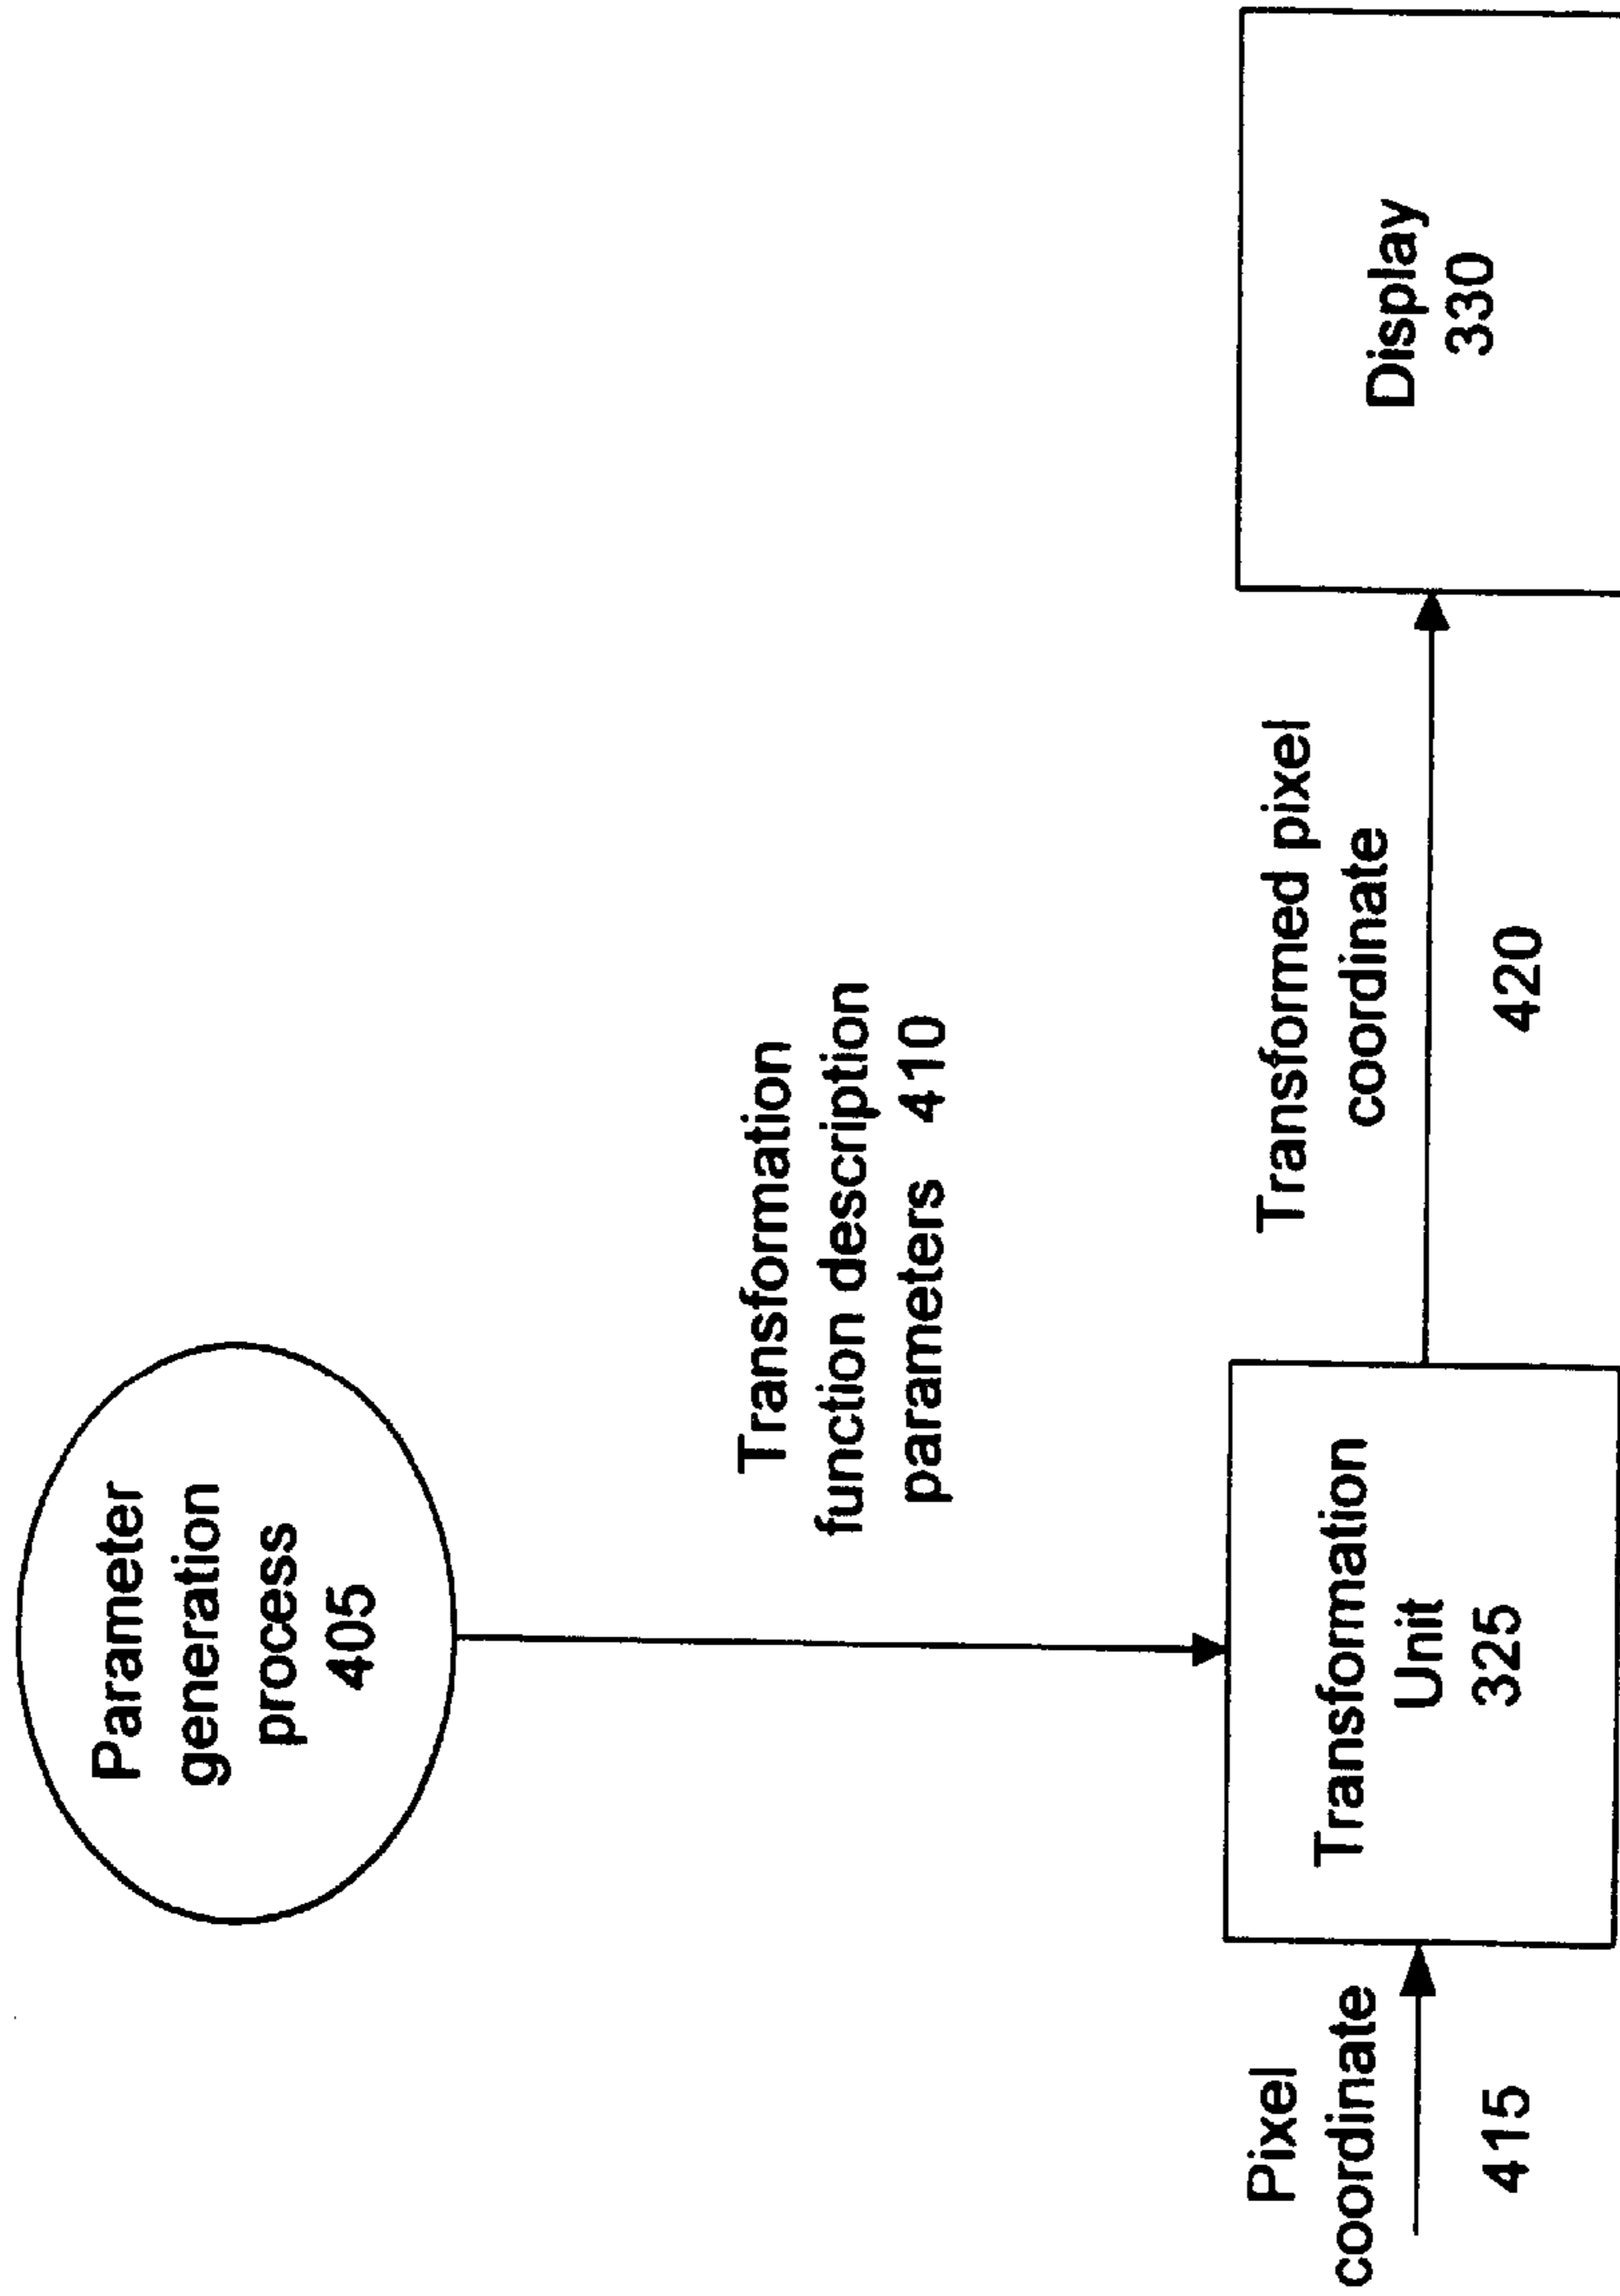 Parameter
generation
process
405
Transformation
function description
parameters 410
Pixel
coordinate
415
Transformation
Unit
325
Transformed pixel
coordinate
420
Display
330